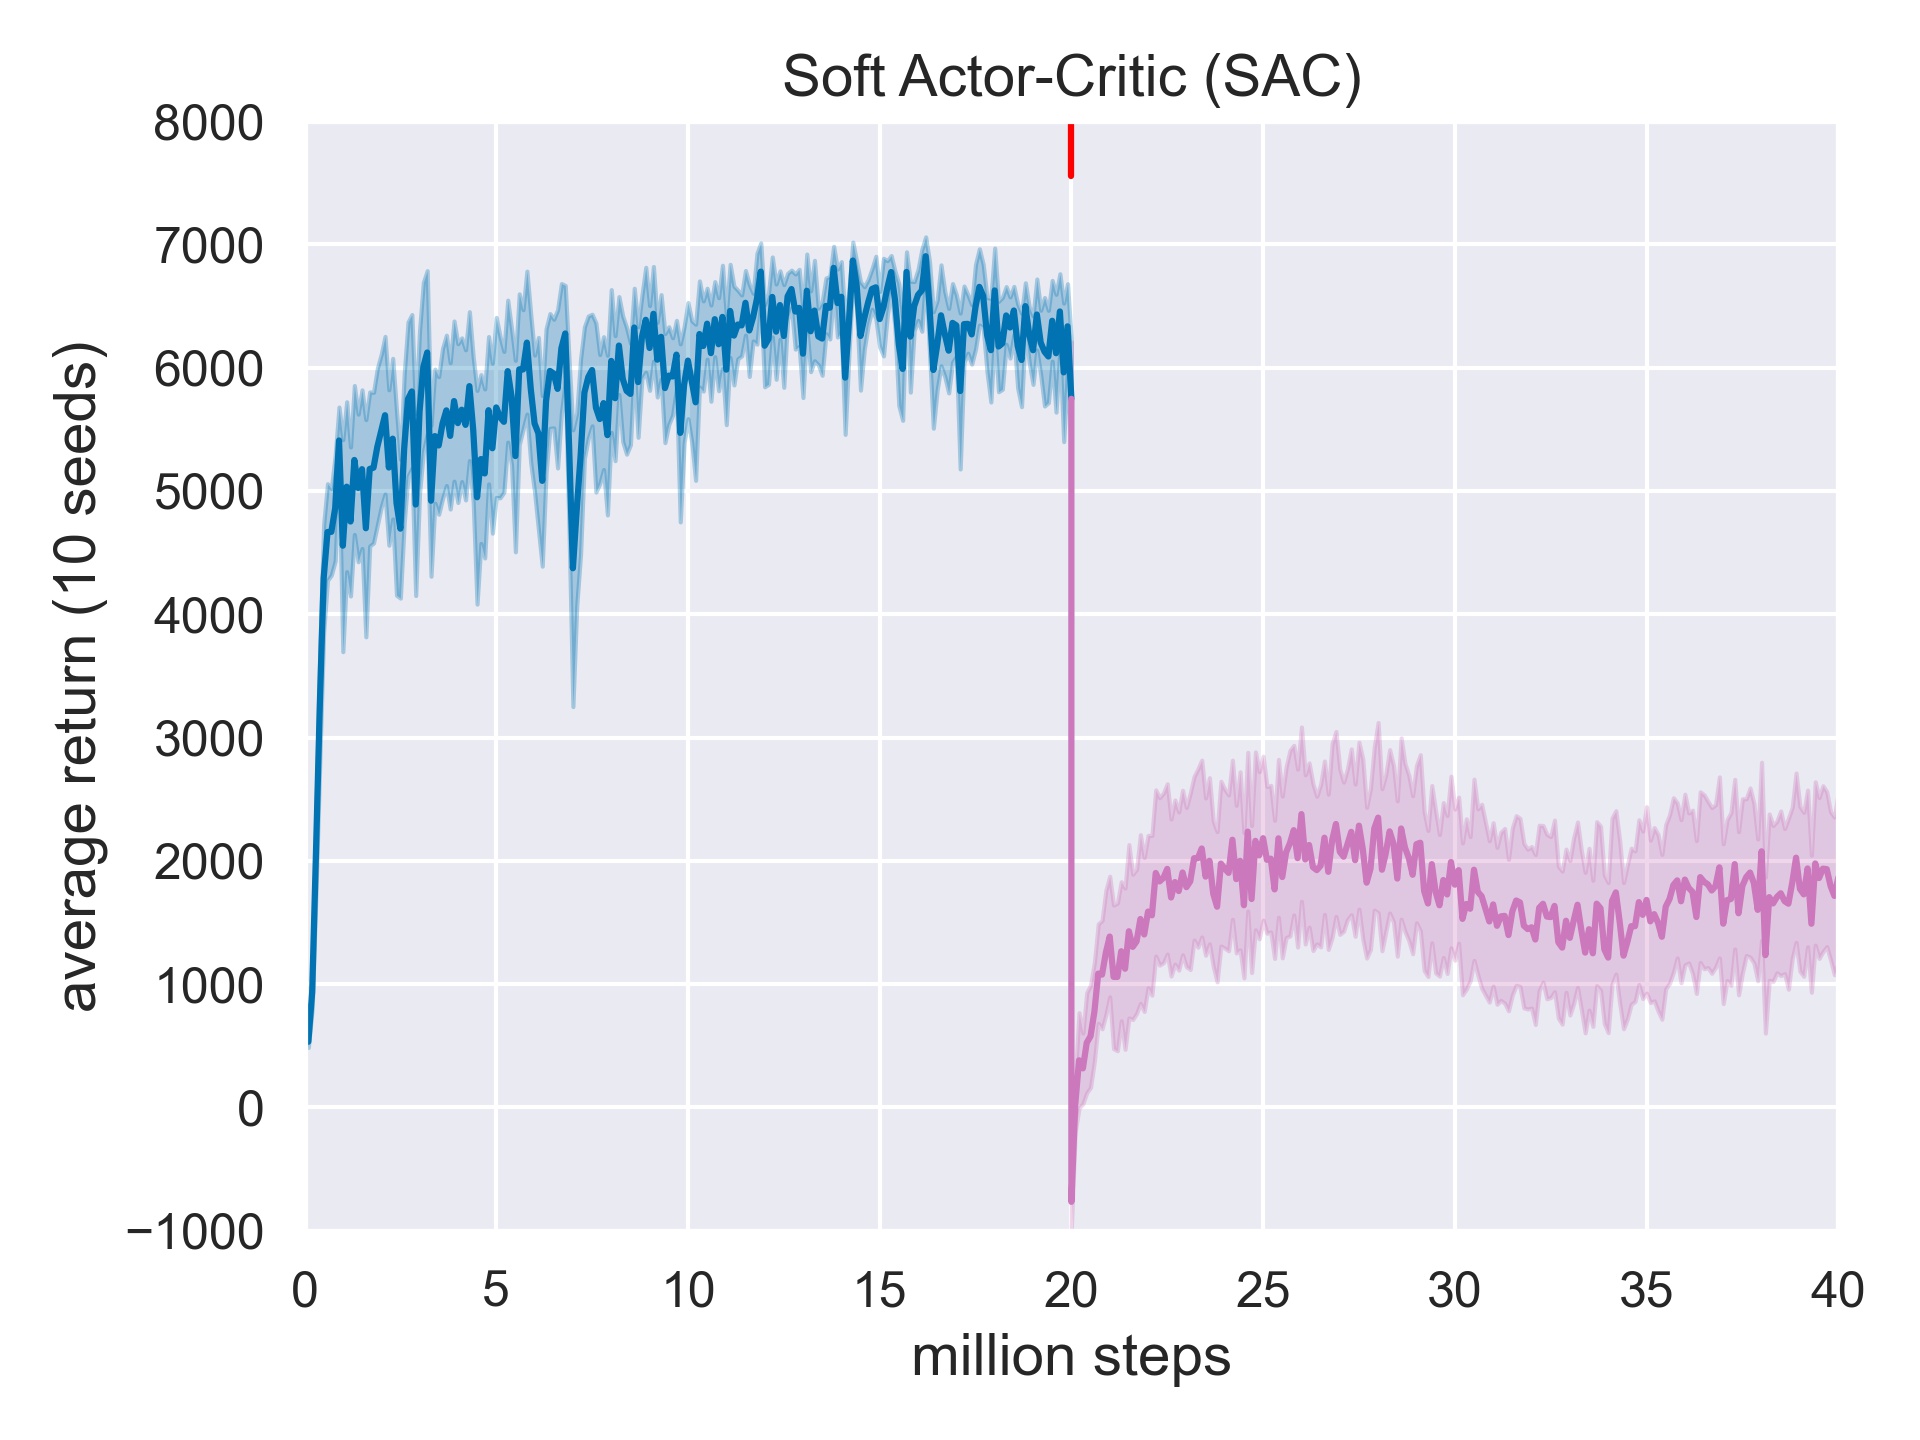 Soft Actor-Critic (SAC)
8000
7000
6000
5000
4000
3000
2000
1000
0
−1000
average return (10 seeds)
0 5 10 15 20 25 30 35 40
million steps